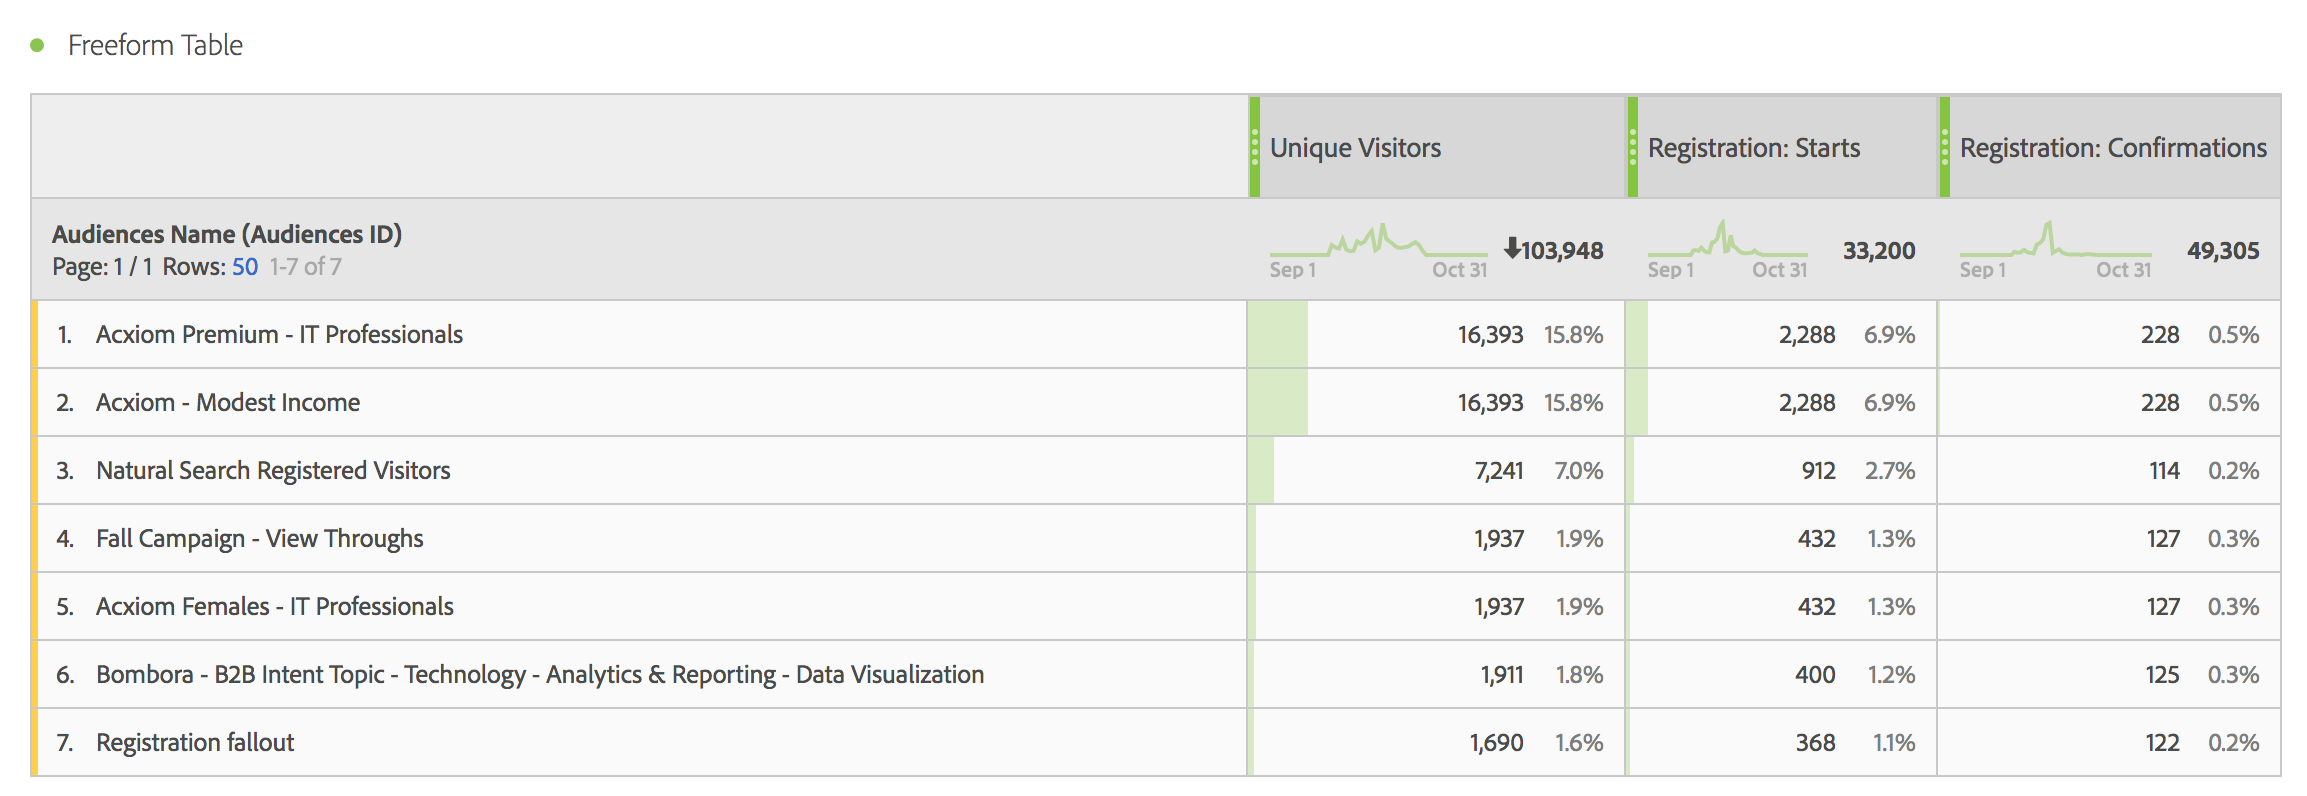 Freeform Table
Unique Visitors Registration: Starts Registration: Confirmations
Audiences Name (Audiences ID)
Page: 1 / 1 Rows: 50 1-7 of 7
Sep 1 Oct 31 103,948 Sep 1 Oct 31 33,200 Sep 1 Oct 31 49,305
1. Acxiom Premium - IT Professionals 16,393 15.8% 2,288 6.9% 228 0.5%
2. Acxiom - Modest Income 16,393 15.8% 2,288 6.9% 228 0.5%
3. Natural Search Registered Visitors 7,241 7.0% 912 2.7% 114 0.2%
4. Fall Campaign - View Throughs 1,937 1.9% 432 1.3% 127 0.3%
5. Acxiom Females - IT Professionals 1,937 1.9% 432 1.3% 127 0.3%
6. Bombora - B2B Intent Topic - Technology - Analytics & Reporting - Data Visualization 1,911 1.8% 400 1.2% 125 0.3%
7. Registration fallout 1,690 1.6% 368 1.1% 122 0.2%